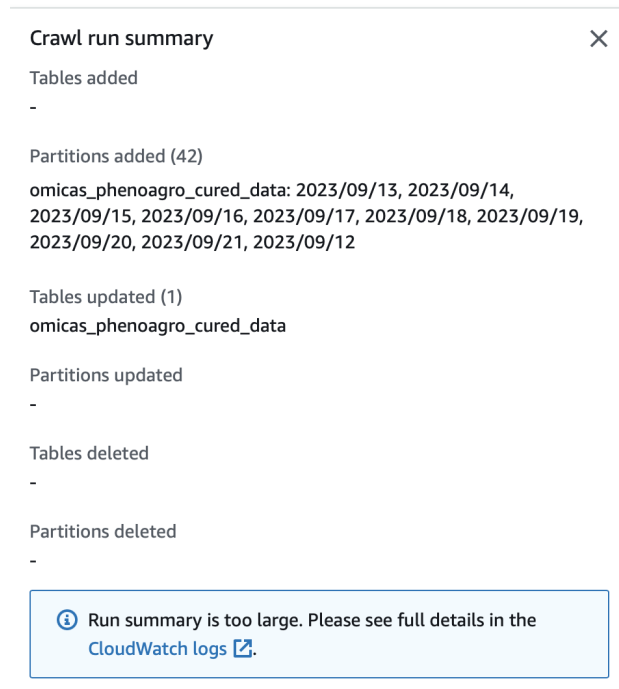 Crawl run summary
Tables added
-
Partitions added (42)
omicas_phenoagro_cured_data: 2023/09/13, 2023/09/14,
2023/09/15, 2023/09/16, 2023/09/17, 2023/09/18, 2023/09/19,
2023/09/20, 2023/09/21, 2023/09/12
Tables updated (1)
omicas_phenoagro_cured_data
Partitions updated
-
Tables deleted
-
Partitions deleted
-
Run summary is too large. Please see full details in the
CloudWatch logs.